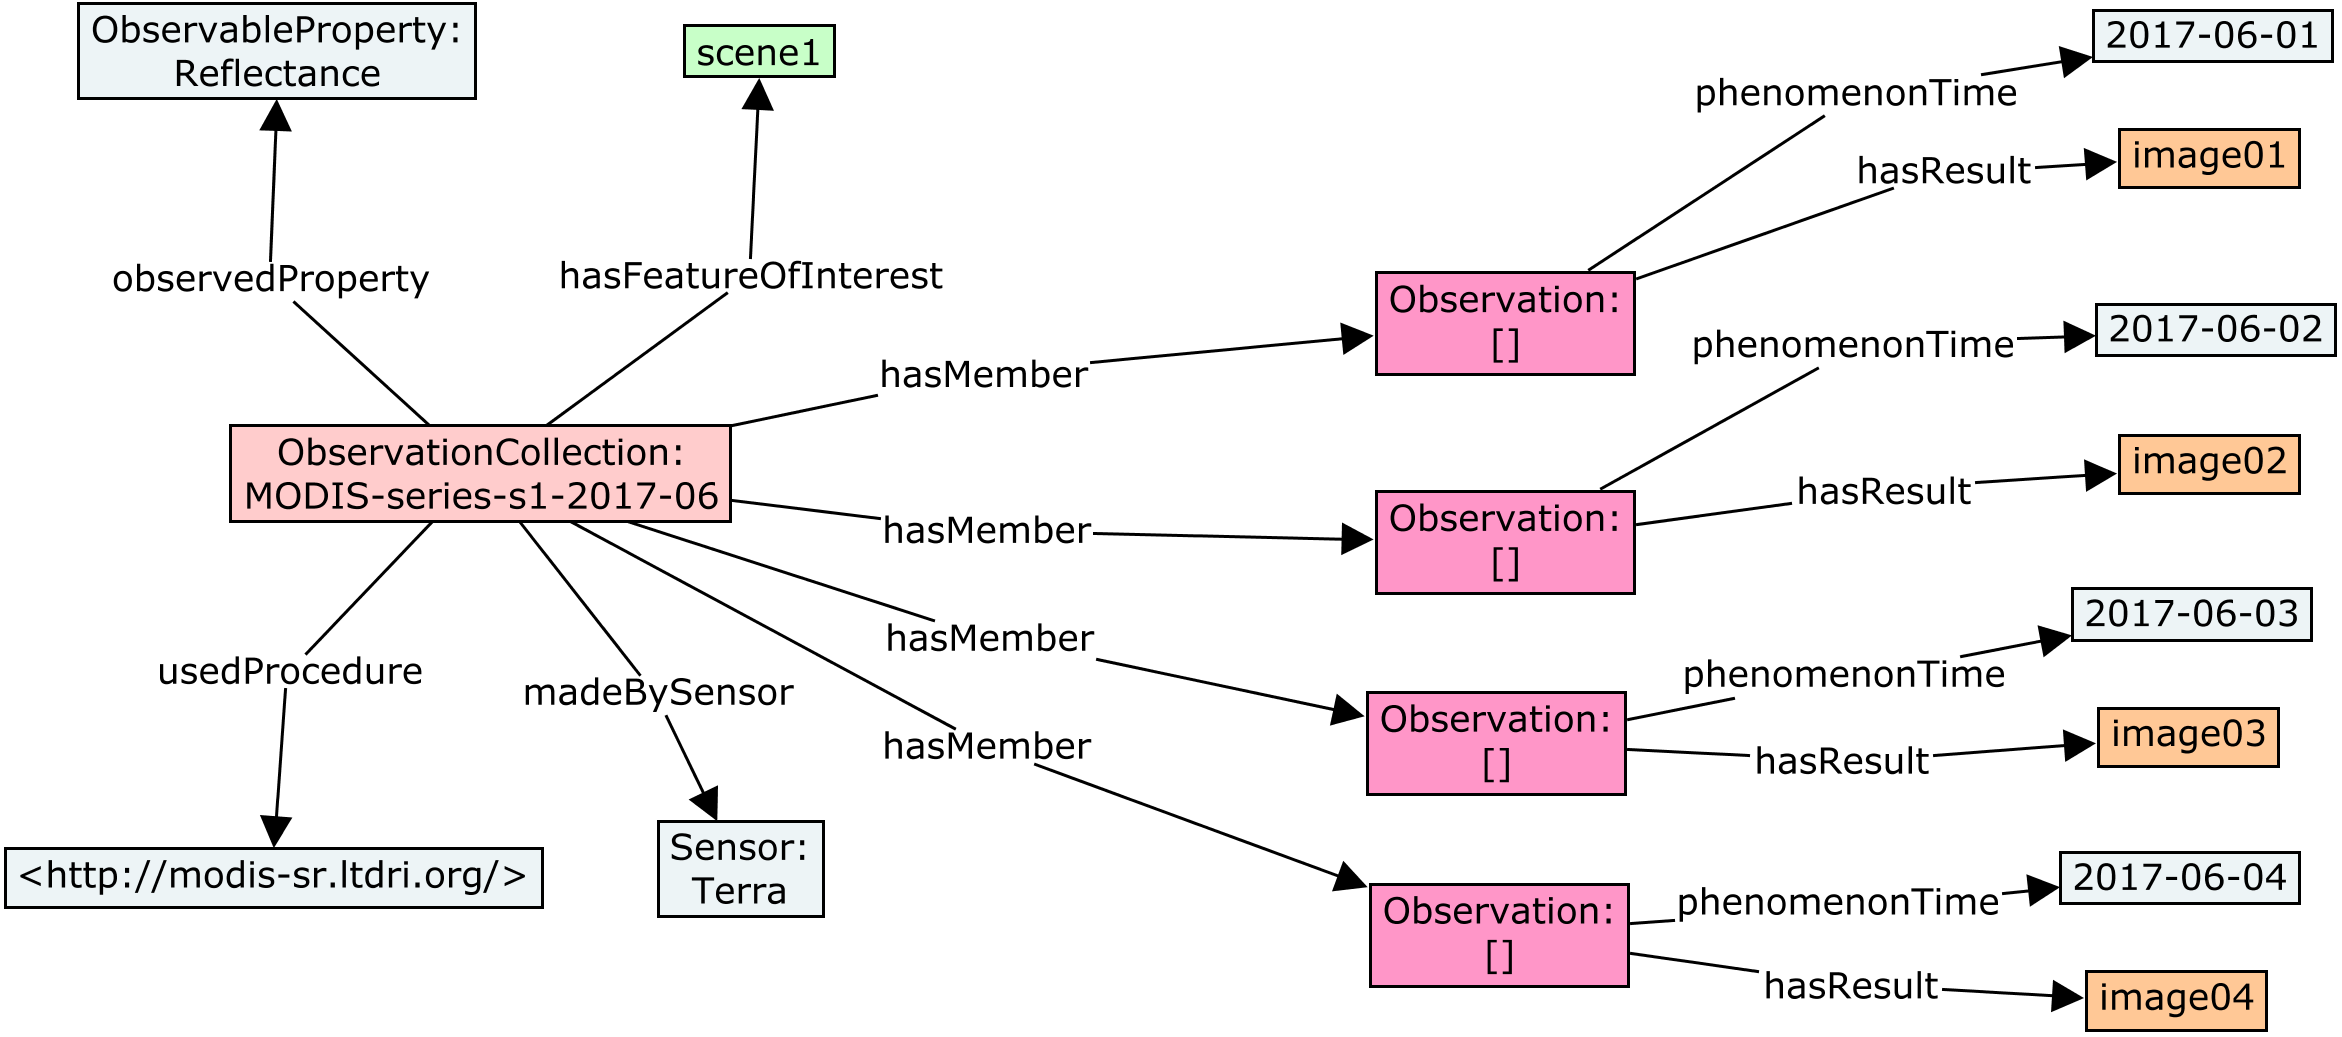 ObservableProperty:
Reflectance
scene1
observedProperty
hasFeatureOfInterest
ObservationCollection:
MODIS-series-s1-2017-06
usedProcedure
<http://modis-sr.ltdri.org/>
madeBySensor
Sensor:
Terra
hasMember
Observation:
[]
phenomenonTime
2017-06-01
hasResult
image01
hasMember
Observation:
[]
phenomenonTime
2017-06-02
hasResult
image02
hasMember
Observation:
[]
phenomenonTime
2017-06-03
hasResult
image03
hasMember
Observation:
[]
phenomenonTime
2017-06-04
hasResult
image04